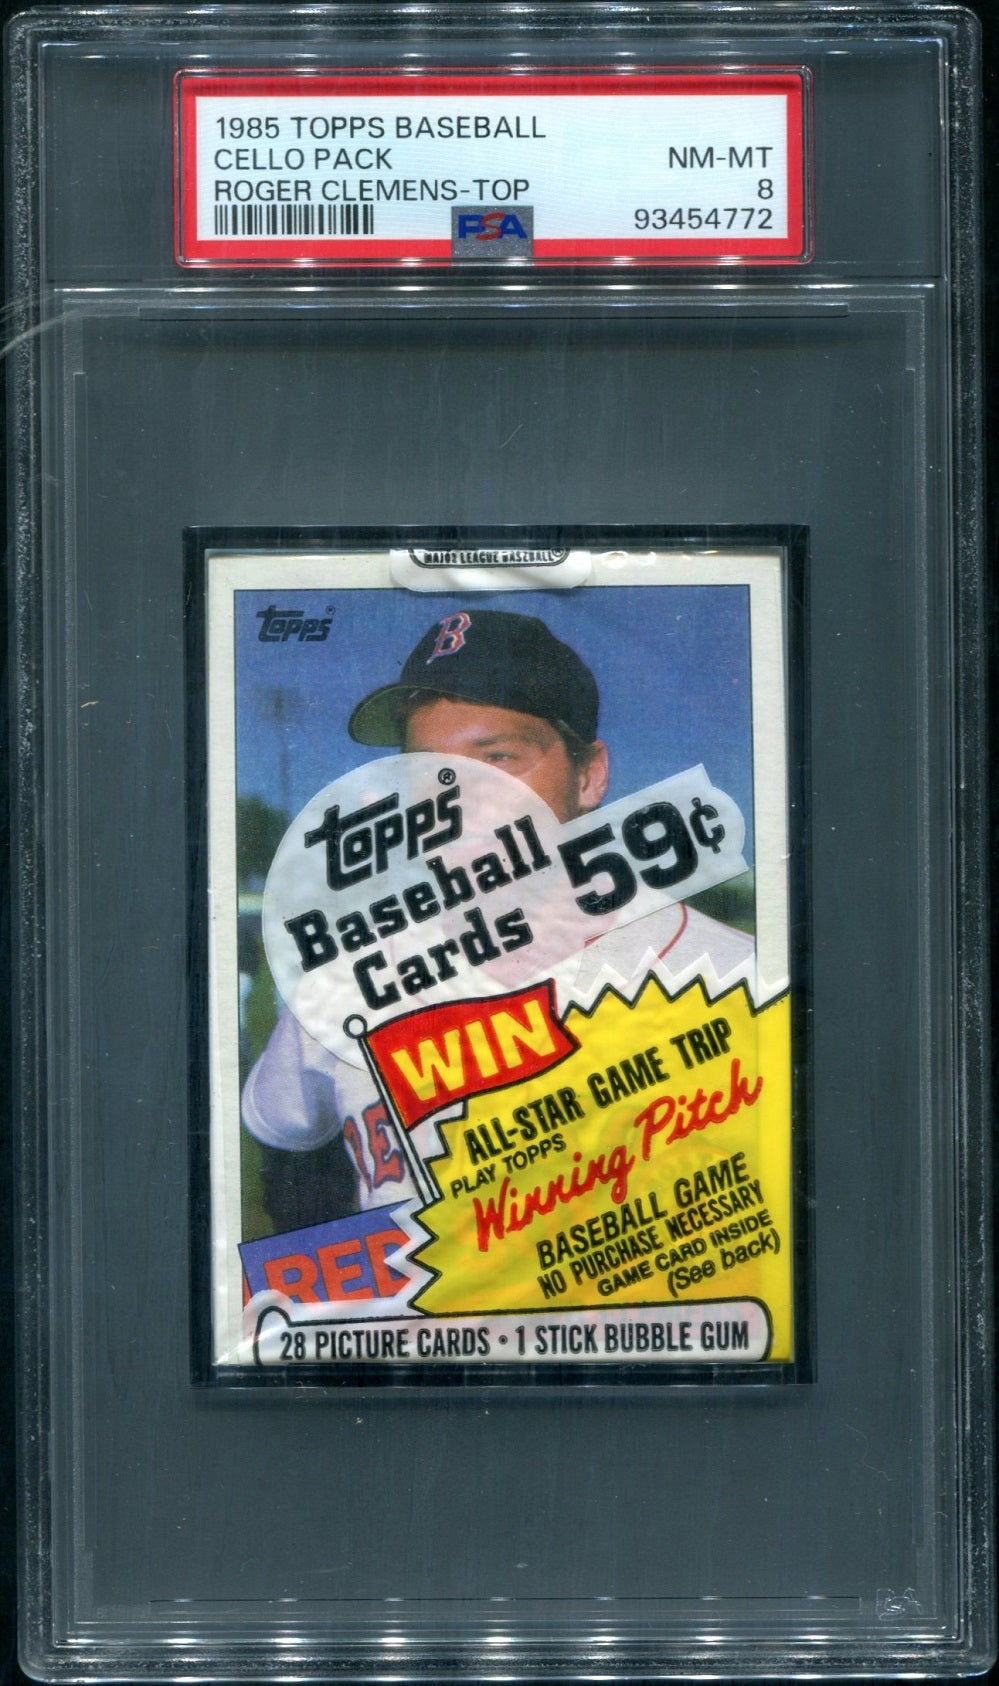 1985 TOPPS BASEBALL
CELLO PACK NM-MT
ROGER CLEMENS-TOP 8
PSA 93454772
MAJOR LEAGUE BASEBALL®
Topps®
B
Topps®
Baseball 59¢
Cards
WIN
ALL-STAR GAME TRIP
PLAY TOPPS
Winning Pitch
BASEBALL GAME
NO PURCHASE NECESSARY
GAME CARD INSIDE
(See back)
RE
RED
28 PICTURE CARDS • 1 STICK BUBBLE GUM
PSA